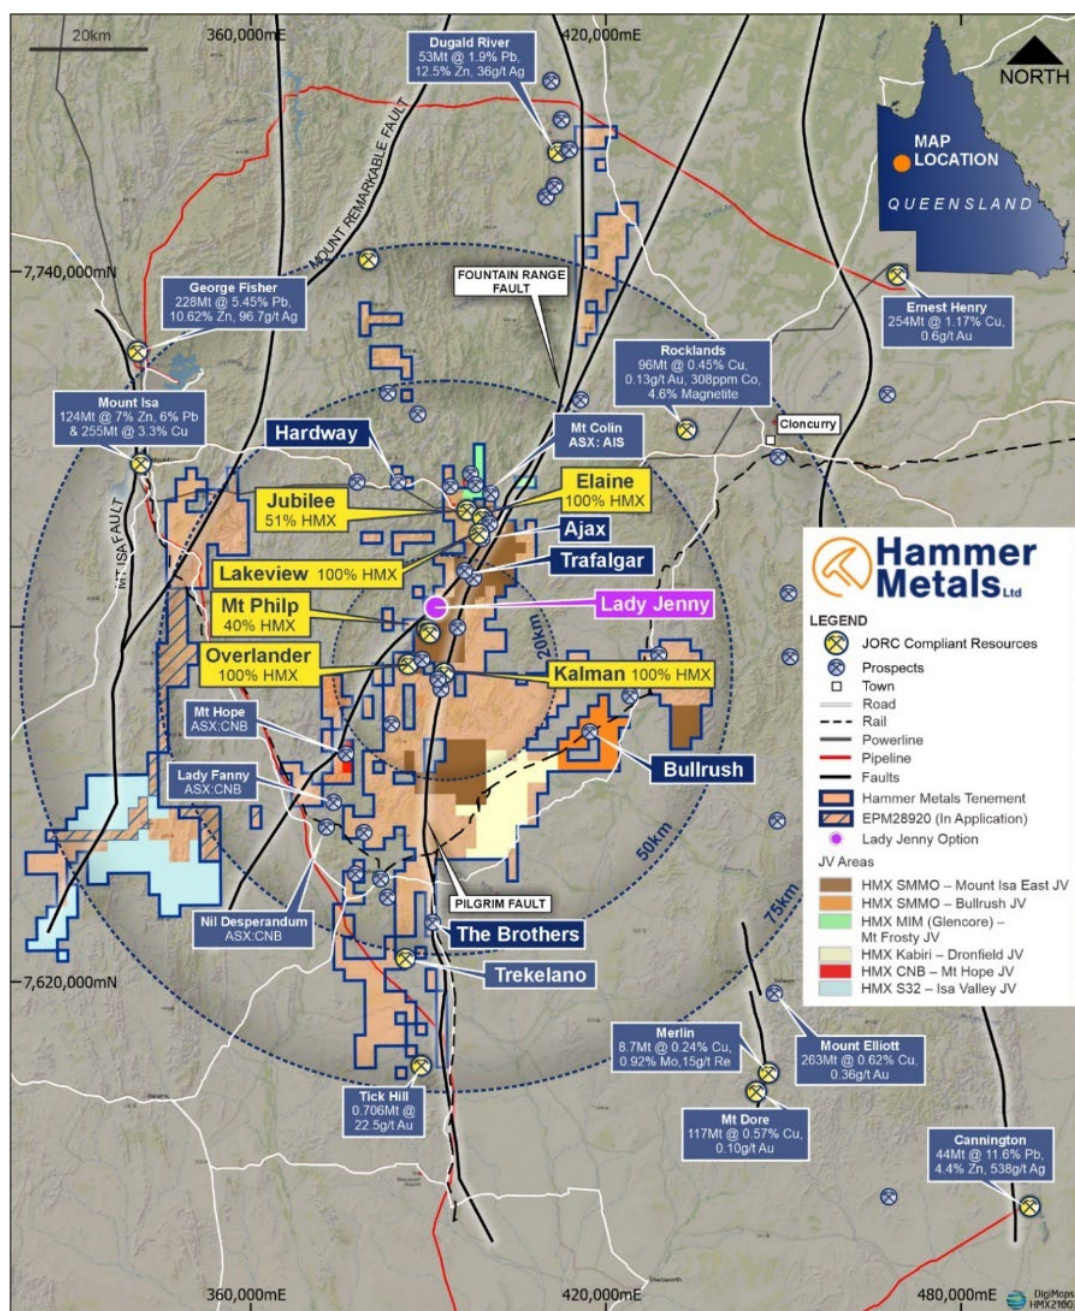 20km
360,000mE
420,000mE
Dugald River
53Mt @ 1.9% Pb,
12.5% Zn, 36g/t Ag
NORTH
MAP
LOCATION
QUEENSLAND
MOUNT REMARKABLE FAULT
7,740,000mN
FOUNTAIN RANGE
FAULT
George Fisher
228Mt @ 5.45% Pb,
10.62% Zn, 96.7g/t Ag
Ernest Henry
254Mt @ 1.17% Cu,
0.6g/t Au
Rocklands
96Mt @ 0.45% Cu,
0.13g/t Au, 308ppm Co,
4.6% Magnetite
Mount Isa
124Mt @ 7% Zn, 6% Pb
& 255Mt @ 3.3% Cu
Hardway
Mt Colin
ASX: AIS
Cloncurry
Jubilee
51% HMX
Elaine
100% HMX
Ajax
MT ISA FAULT
Lakeview 100% HMX
Trafalgar
Mt Philp
40% HMX
Lady Jenny
20km
Overlander
100% HMX
Kalman 100% HMX
Mt Hope
ASX:CNB
Bullrush
Lady Fanny
ASX:CNB
50km
75km
Nil Desperandum
ASX:CNB
PILGRIM FAULT
The Brothers
Trekelano
7,620,000mN
Hammer
Metals Ltd
LEGEND
JORC Compliant Resources
Prospects
Town
Road
Rail
Powerline
Pipeline
Faults
Hammer Metals Tenement
EPM28920 (In Application)
Lady Jenny Option
JV Areas
HMX SMMO – Mount Isa East JV
HMX SMMO – Bullrush JV
HMX MIM (Glencore) –
Mt Frosty JV
HMX Kabiri – Dronfield JV
HMX CNB – Mt Hope JV
HMX S32 – Isa Valley JV
Merlin
8.7Mt @ 0.24% Cu,
0.92% Mo,15g/t Re
Mount Elliott
263Mt @ 0.62% Cu,
0.36g/t Au
Tick Hill
0.706Mt @
22.5g/t Au
Mt Dore
117Mt @ 0.57% Cu,
0.10g/t Au
Cannington
44Mt @ 11.6% Pb,
4.4% Zn, 538g/t Ag
360,000mE
420,000mE
480,000mE
DigiMaps